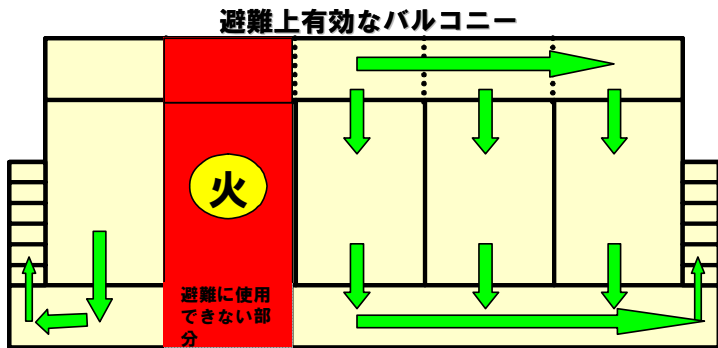 避難上有効なバルコニー
火
避難に使用
できない部
分